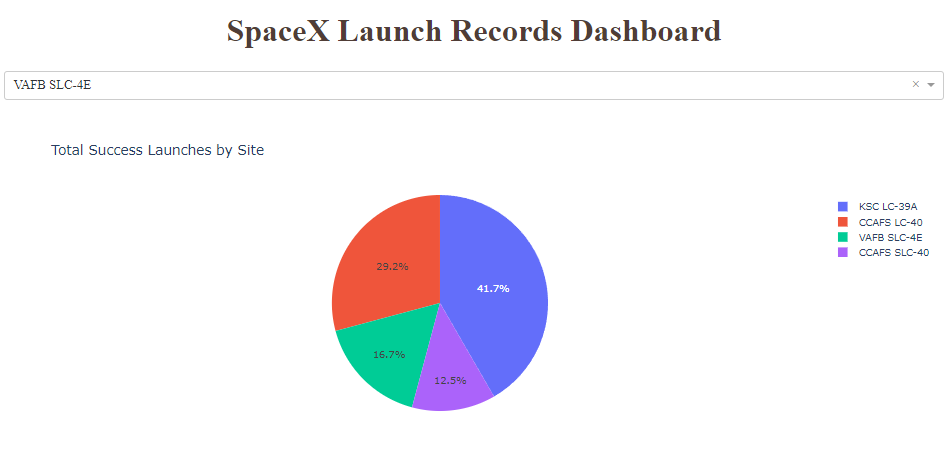 SpaceX Launch Records Dashboard
VAFB SLC-4E
× 
Total Success Launches by Site
KSC LC-39A
CCAFS LC-40
VAFB SLC-4E
CCAFS SLC-40
29.2%
41.7%
16.7%
12.5%